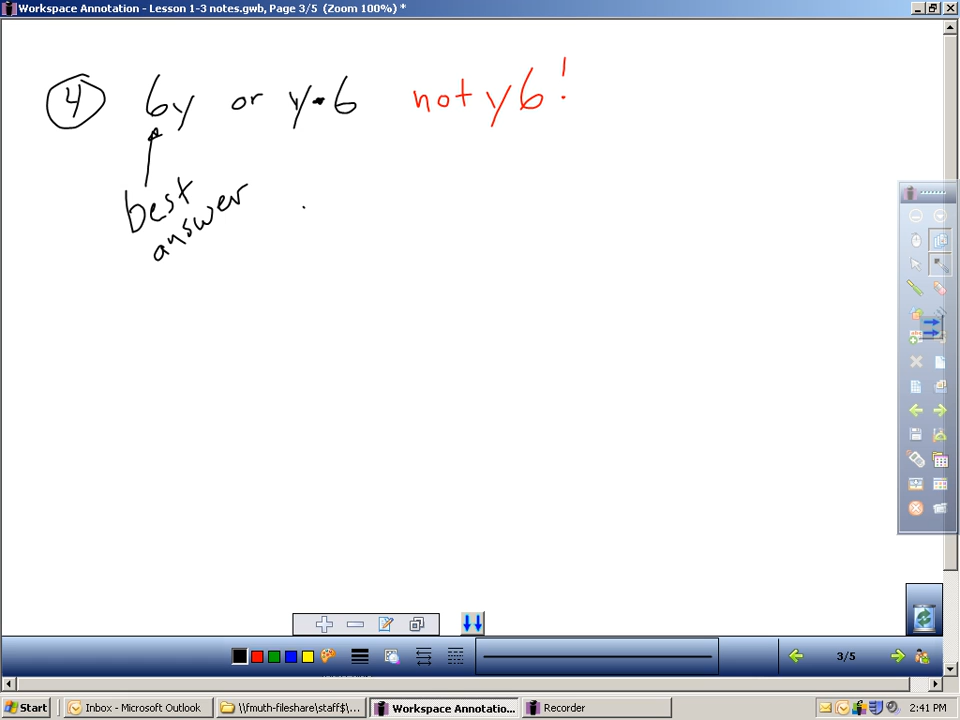 Workspace Annotation - Lesson 1-3 notes.gwb, Page 3/5 (Zoom 100%) *
4 6y or y•6 not y6!
best
answer
3/5
Start
Inbox - Microsoft Outlook
\\fmuth-fileshare\staff$\...
Workspace Annotatio...
Recorder
2:41 PM